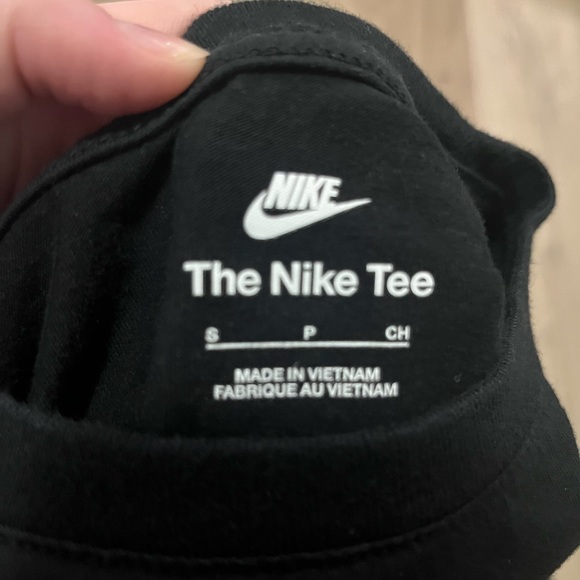 NIKE
The Nike Tee
S P CH
MADE IN VIETNAM
FABRIQUE AU VIETNAM